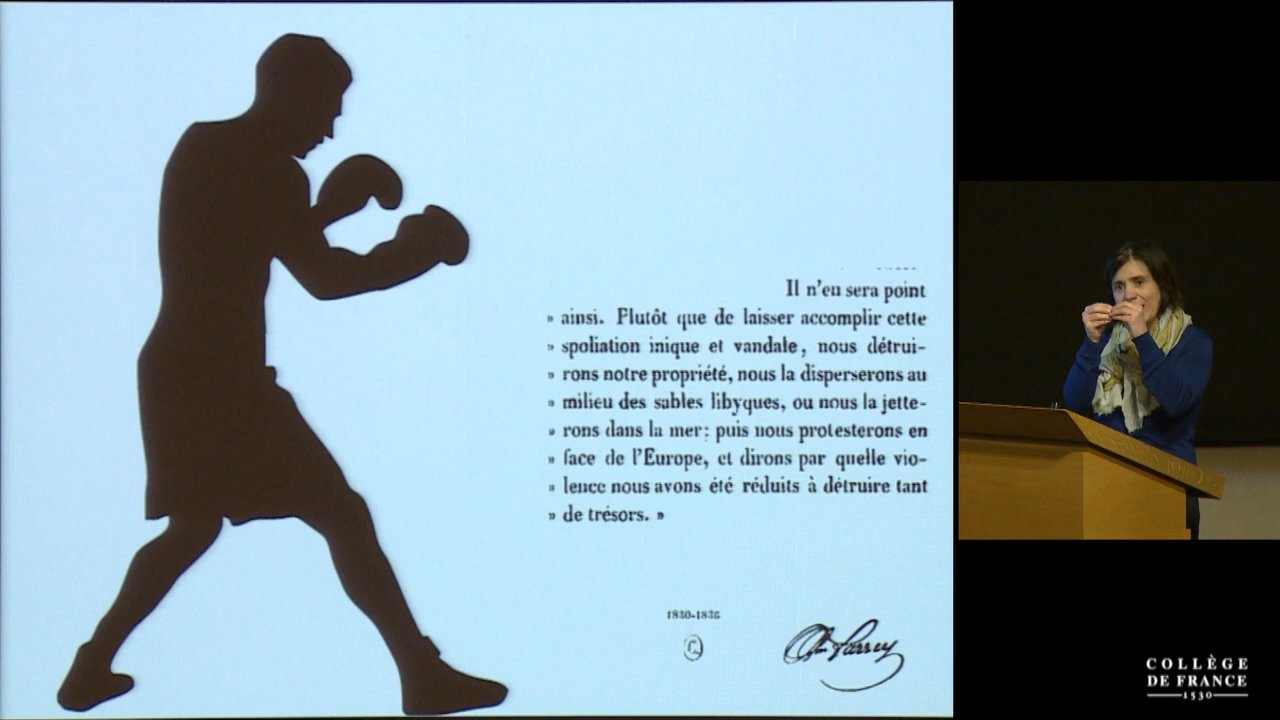 Il n'en sera point
» ainsi. Plutôt que de laisser accomplir cette
» spoliation inique et vandale, nous détrui-
» rons notre propriété, nous la disperserons au
» milieu des sables libyques, ou nous la jette-
» rons dans la mer: puis nous protesterons en
» face de l'Europe, et dirons par quelle vio-
» lence nous avons été réduits à détruire tant
» de trésors. »
COLLÈGE
DE FRANCE
1530